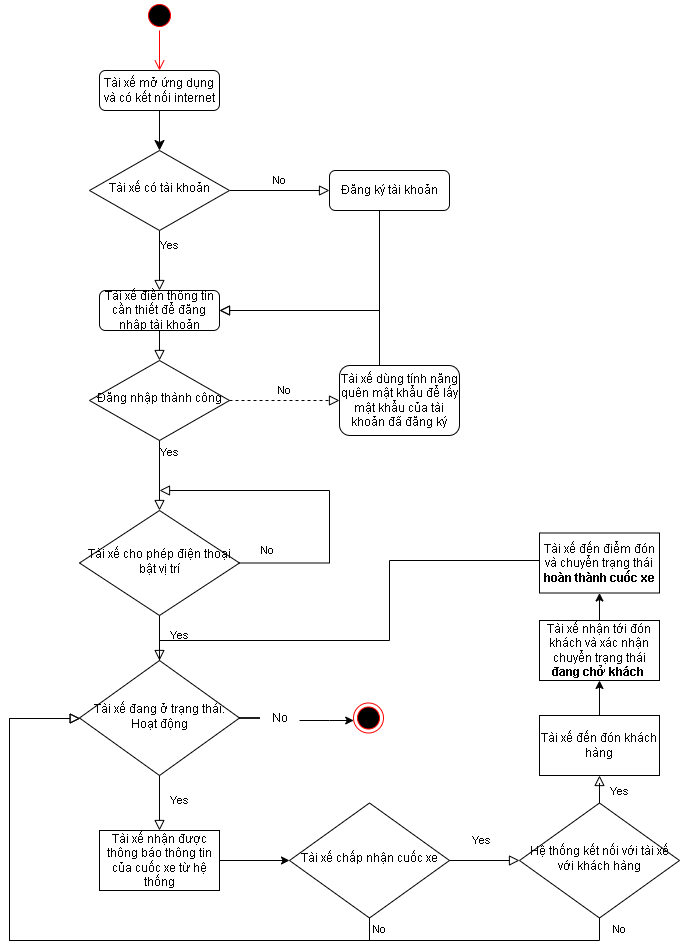 Tài xế mở ứng dụng
và có kết nối internet
Tài xế có tài khoản
No
Đăng ký tài khoản
Yes
Tài xế điền thông tin
cần thiết để đăng
nhập tài khoản
Đăng nhập thành công
No
Tài xế dùng tính năng
quên mật khẩu để lấy
mật khẩu của tài
khoản đã đăng ký
Yes
Tài xế cho phép điện thoại
bật vị trí
No
Yes
Tài xế đến điểm đón
và chuyển trạng thái
hoàn thành cuốc xe
Tài xế nhận tới đón
khách và xác nhận
chuyển trạng thái
đang chở khách
Tài xế đang ở trạng thái:
Hoạt động
No
Tài xế đến đón khách
hàng
Yes
Yes
Tài xế nhận được
thông báo thông tin
của cuốc xe từ hệ
thống
Tài xế chấp nhận cuốc xe
Yes
Hệ thống kết nối với tài xế
với khách hàng
No
No